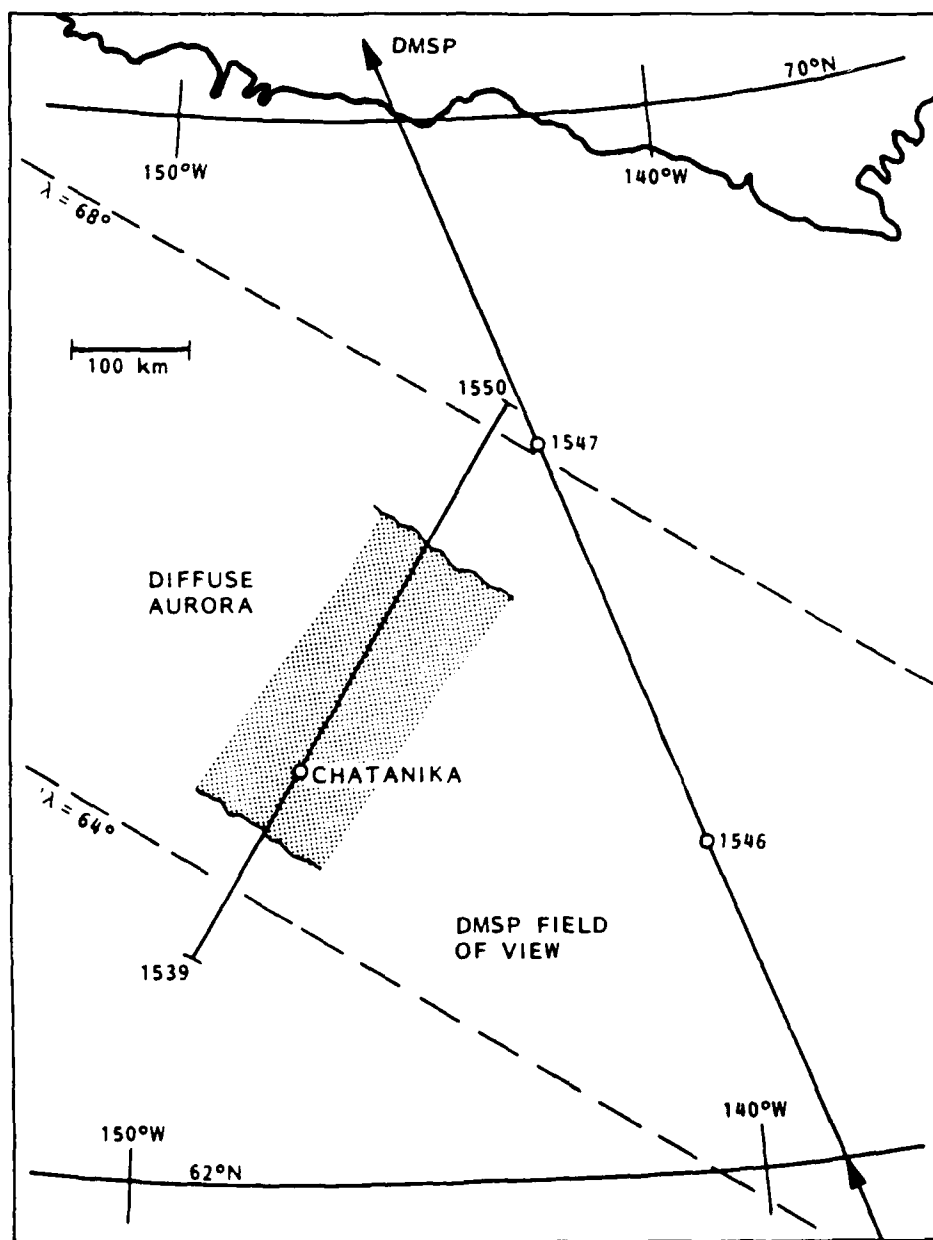 DMSP
70°N
150°W
140°W
λ = 68°
100 km
1550
1547
DIFFUSE
AURORA
CHATANIKA
λ = 64°
1546
DMSP FIELD
OF VIEW
1539
140°W
150°W
62°N